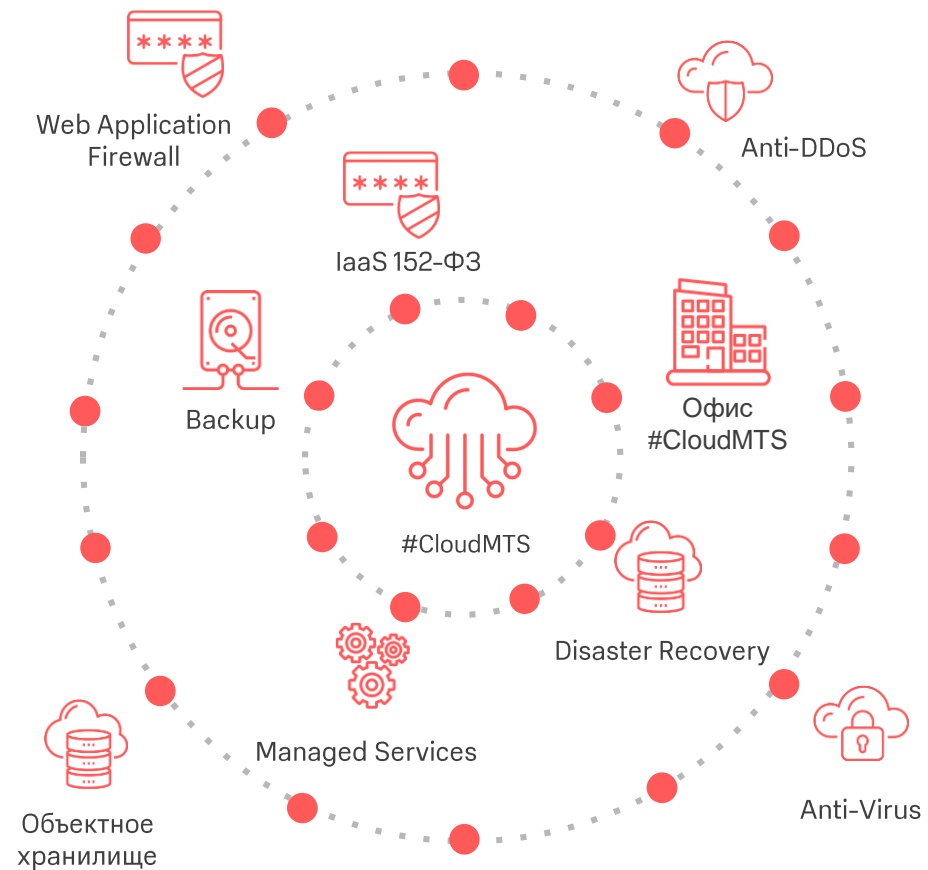 Web Application
Firewall
Anti-DDoS
IaaS 152-ФЗ
Backup
Офис
#CloudMTS
#CloudMTS
Disaster Recovery
Managed Services
Объектное
хранилище
Anti-Virus